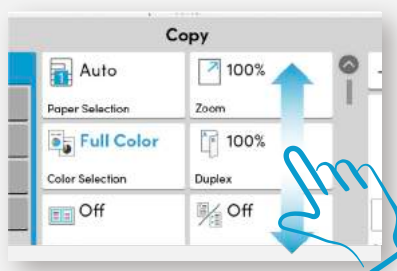 Copy
Auto
100%
Paper Selection
Zoom
Full Color
100%
Color Selection
Duplex
Off
Off